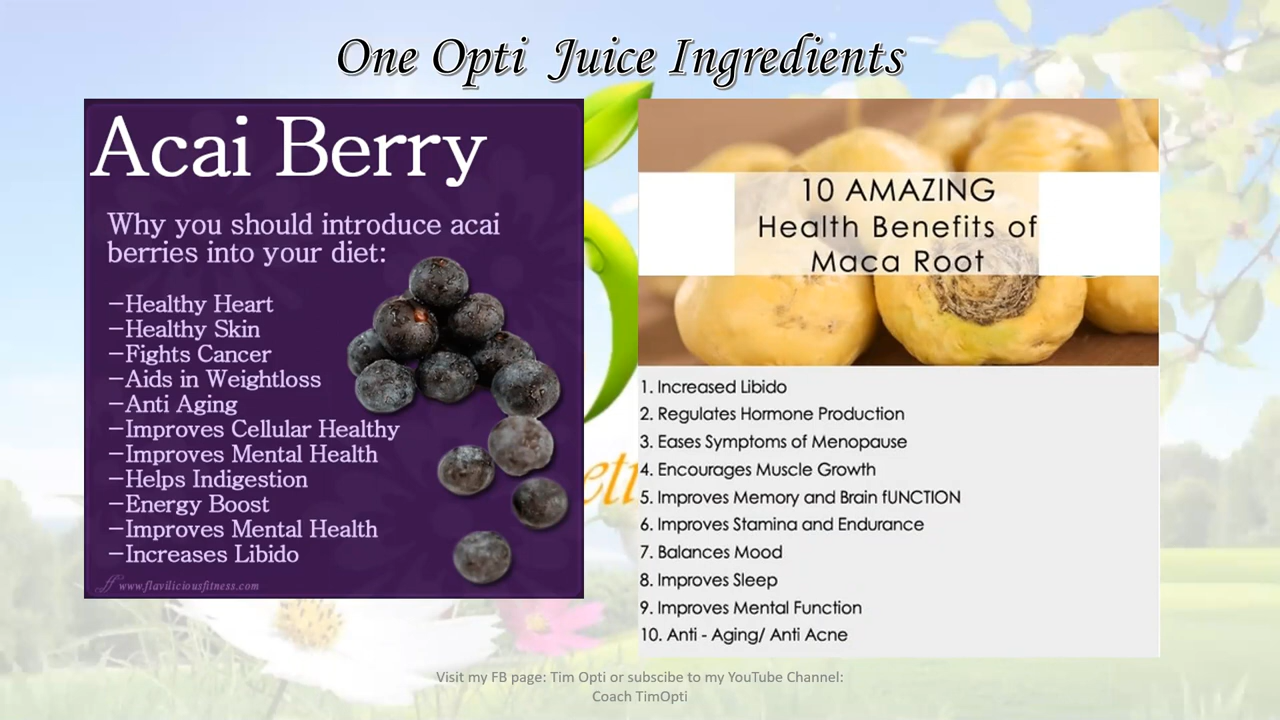 One Opti Juice Ingredients
Acai Berry
Why you should introduce acai
berries into your diet:
–Healthy Heart
–Healthy Skin
–Fights Cancer
–Aids in Weightloss
–Anti Aging
–Improves Cellular Healthy
–Improves Mental Health
–Helps Indigestion
–Energy Boost
–Improves Mental Health
–Increases Libido
ff www.flaviliciousfitness.com
10 AMAZING
Health Benefits of
Maca Root
1. Increased Libido
2. Regulates Hormone Production
3. Eases Symptoms of Menopause
4. Encourages Muscle Growth
5. Improves Memory and Brain fUNCTION
6. Improves Stamina and Endurance
7. Balances Mood
8. Improves Sleep
9. Improves Mental Function
10. Anti - Aging/ Anti Acne
Visit my FB page: Tim Opti or subscibe to my YouTube Channel:
Coach TimOpti